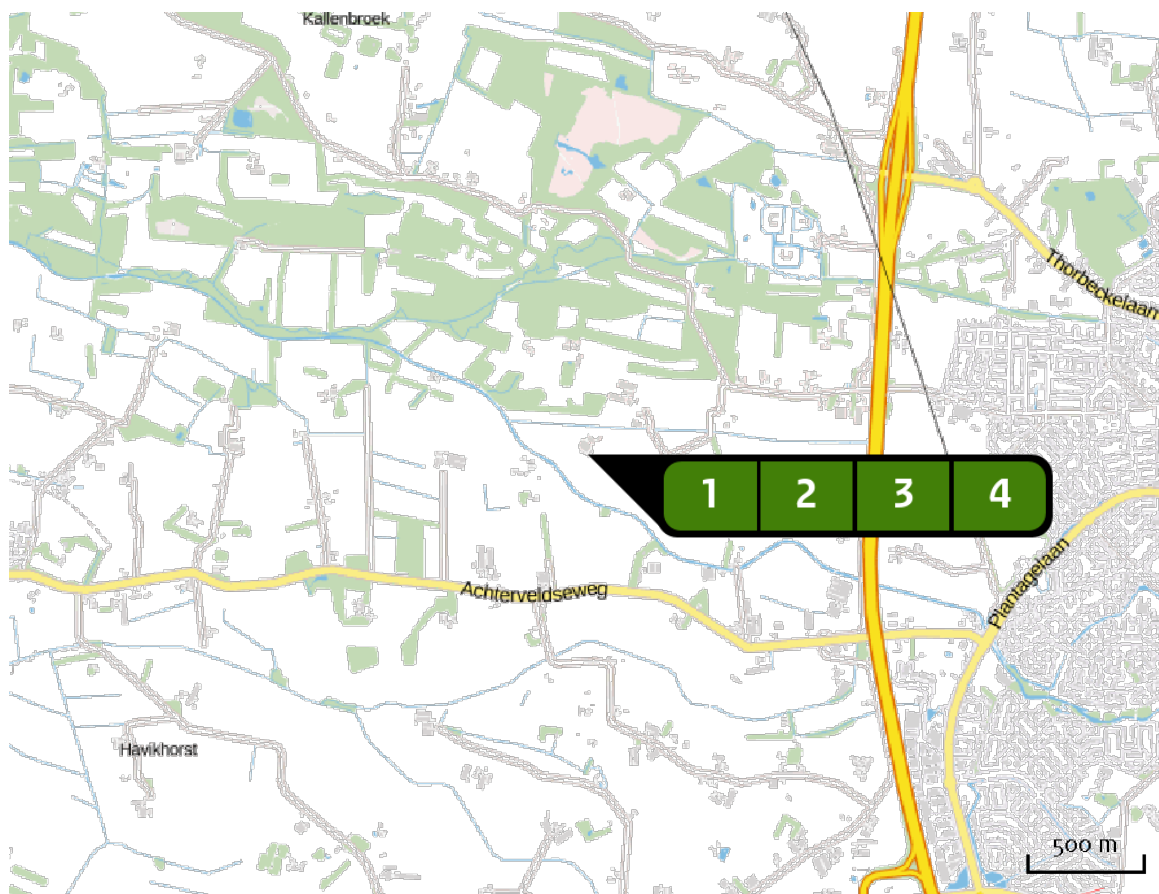 Kallenbroek
Thorbeckelaan
1 2 3 4
Plantagelaan
Achterveldseweg
Havikhorst
500 m